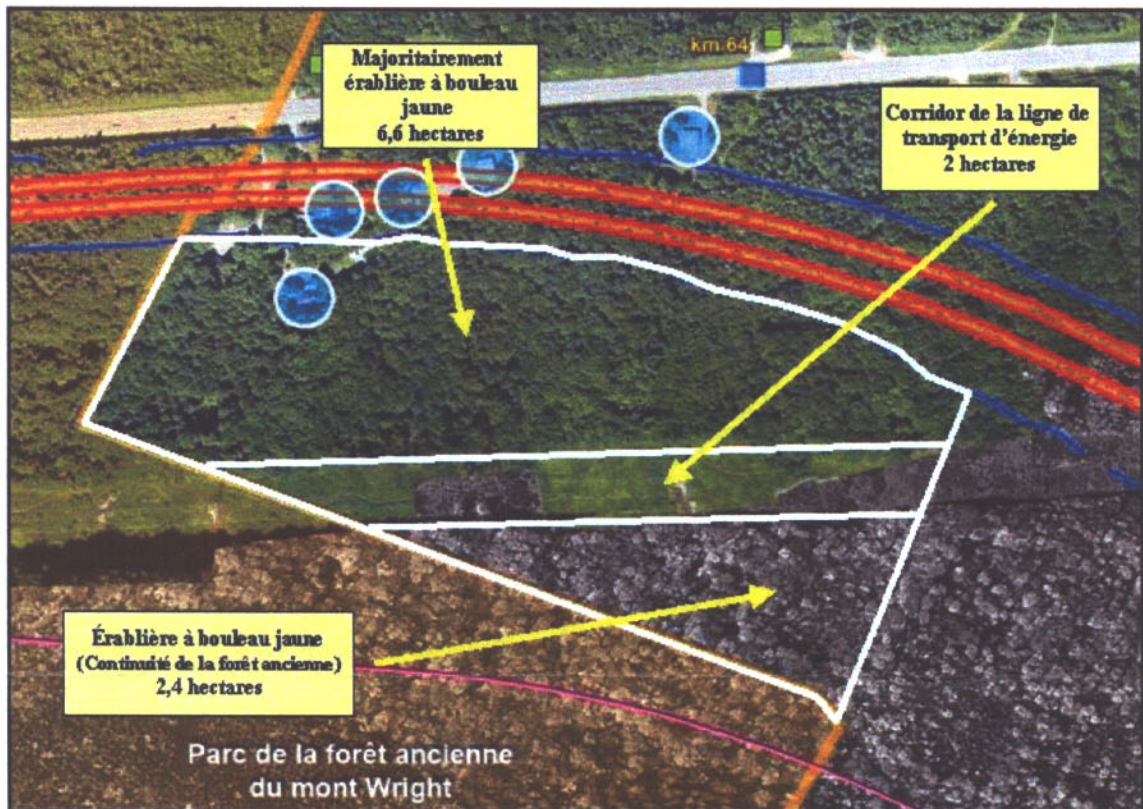 km 64
Majoritairement
érablière à bouleau
jaune
6,6 hectares
Corridor de la ligne de
transport d'énergie
2 hectares
Érablière à bouleau jaune
(Continuité de la forêt ancienne)
2,4 hectares
Parc de la forêt ancienne
du mont Wright